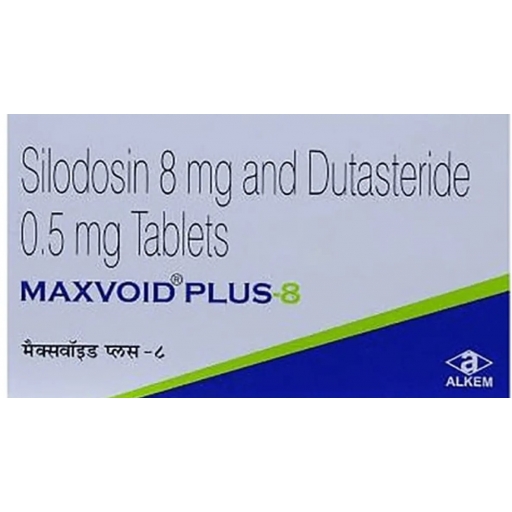 Silodosin 8 mg and Dutasteride
0.5 mg Tablets
MAXVOID® PLUS-8
मैक्सवॉइड प्लस -८
a
ALKEM